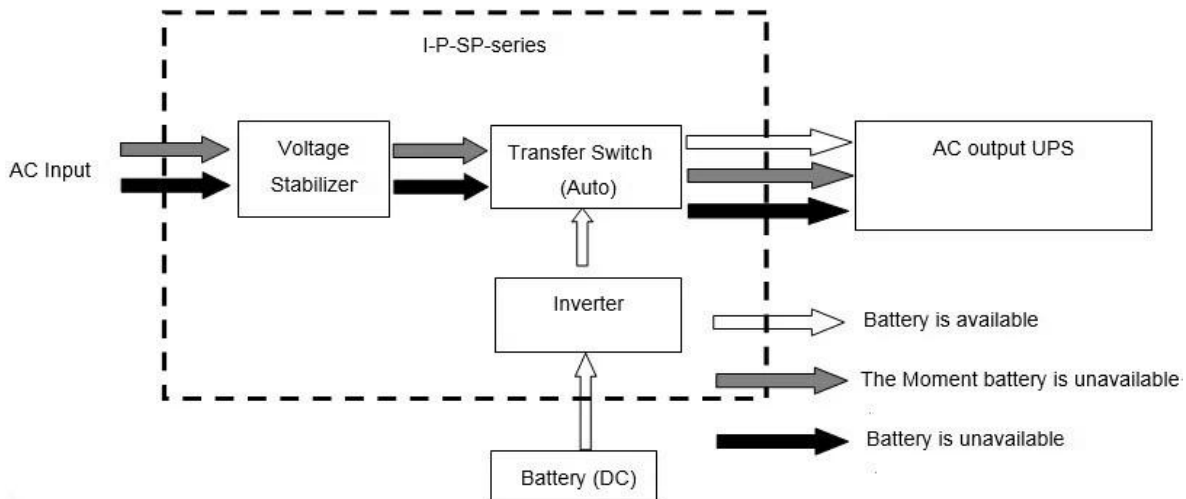 I-P-SP-series
AC Input
Voltage
Stabilizer
Transfer Switch
(Auto)
AC output UPS
Inverter
Battery (DC)
Battery is available
The Moment battery is unavailable
Battery is unavailable